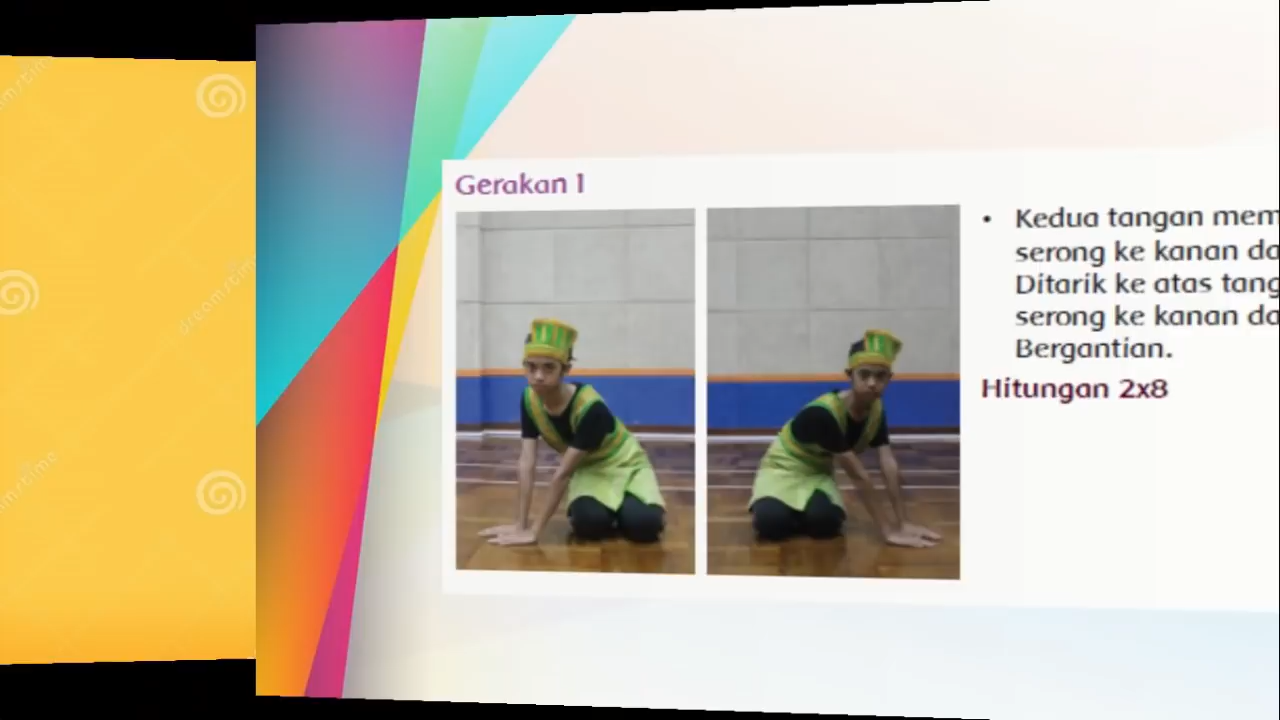 Gerakan 1
• Kedua tangan mem
serong ke kanan da
Ditarik ke atas tang
serong ke kanan da
Bergantian.
Hitungan 2x8
dreamstim